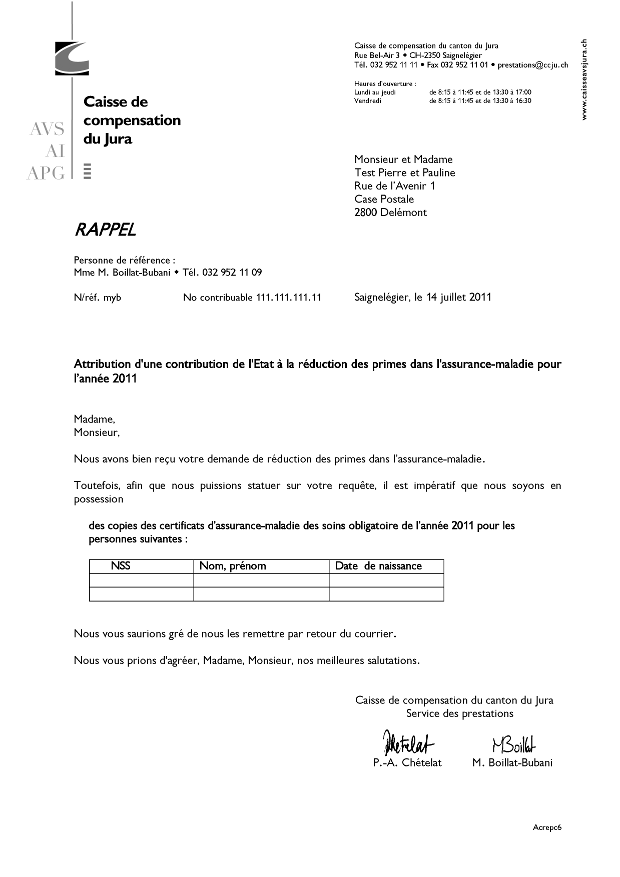 Caisse de compensation du canton du Jura
Rue Bel-Air 3 • CH-2350 Saignelégier
Tél. 032 952 11 11 • Fax 032 952 11 01 • prestations@ccju.ch
Heures d'ouverture :
Lundi au jeudi de 8:15 à 11:45 et de 13:30 à 17:00
Vendredi de 8:15 à 11:45 et de 13:30 à 16:30
www.caisseavsjura.ch
Caisse de
compensation
du Jura
AVS
AI
APG
Monsieur et Madame
Test Pierre et Pauline
Rue de l'Avenir 1
Case Postale
2800 Delémont
RAPPEL
Personne de référence :
Mme M. Boillat-Bubani • Tél. 032 952 11 09
N/réf. myb No contribuable 111.111.111.11 Saignelégier, le 14 juillet 2011
Attribution d'une contribution de l'Etat à la réduction des primes dans l'assurance-maladie pour
l'année 2011
Madame,
Monsieur,
Nous avons bien reçu votre demande de réduction des primes dans l'assurance-maladie.
Toutefois, afin que nous puissions statuer sur votre requête, il est impératif que nous soyons en
possession
des copies des certificats d'assurance-maladie des soins obligatoire de l'année 2011 pour les
personnes suivantes :
NSS Nom, prénom Date de naissance
Nous vous saurions gré de nous les remettre par retour du courrier.
Nous vous prions d'agréer, Madame, Monsieur, nos meilleures salutations.
Caisse de compensation du canton du Jura
Service des prestations
Chételat MBoillat
P.-A. Chételat M. Boillat-Bubani
Acrepc6